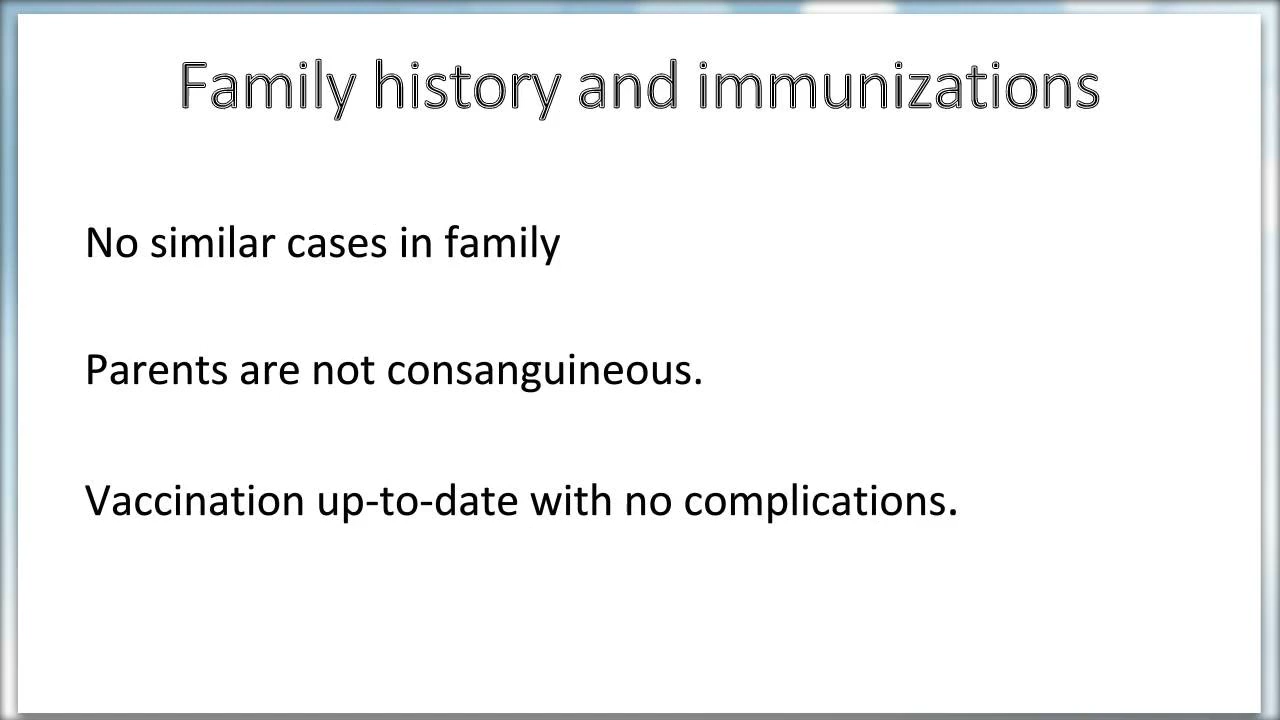 Family history and immunizations
No similar cases in family
Parents are not consanguineous.
Vaccination up-to-date with no complications.